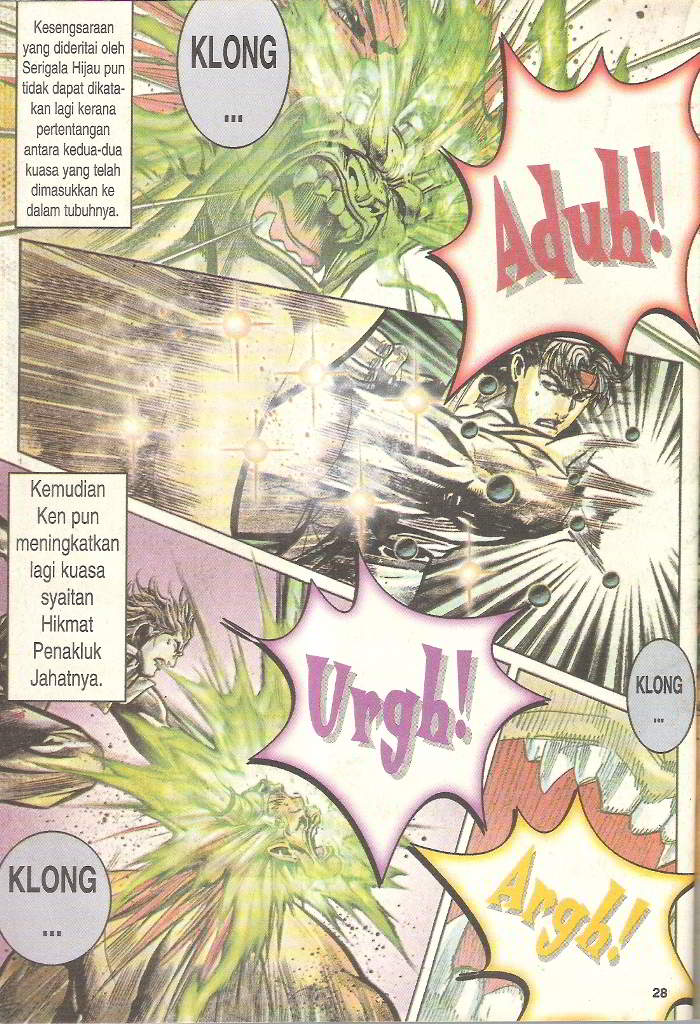 Kesengsaraan
yang dideritai oleh
Serigala Hijau pun
tidak dapat dikata-
kan lagi kerana
pertentangan
antara kedua-dua
kuasa yang telah
dimasukkan ke
dalam tubuhnya.
KLONG
...
Aduh!
Kemudian
Ken pun
meningkatkan
lagi kuasa
syaitan
Hikmat
Penakluk
Jahatnya.
Urgh!
KLONG
...
KLONG
...
Argh!
28